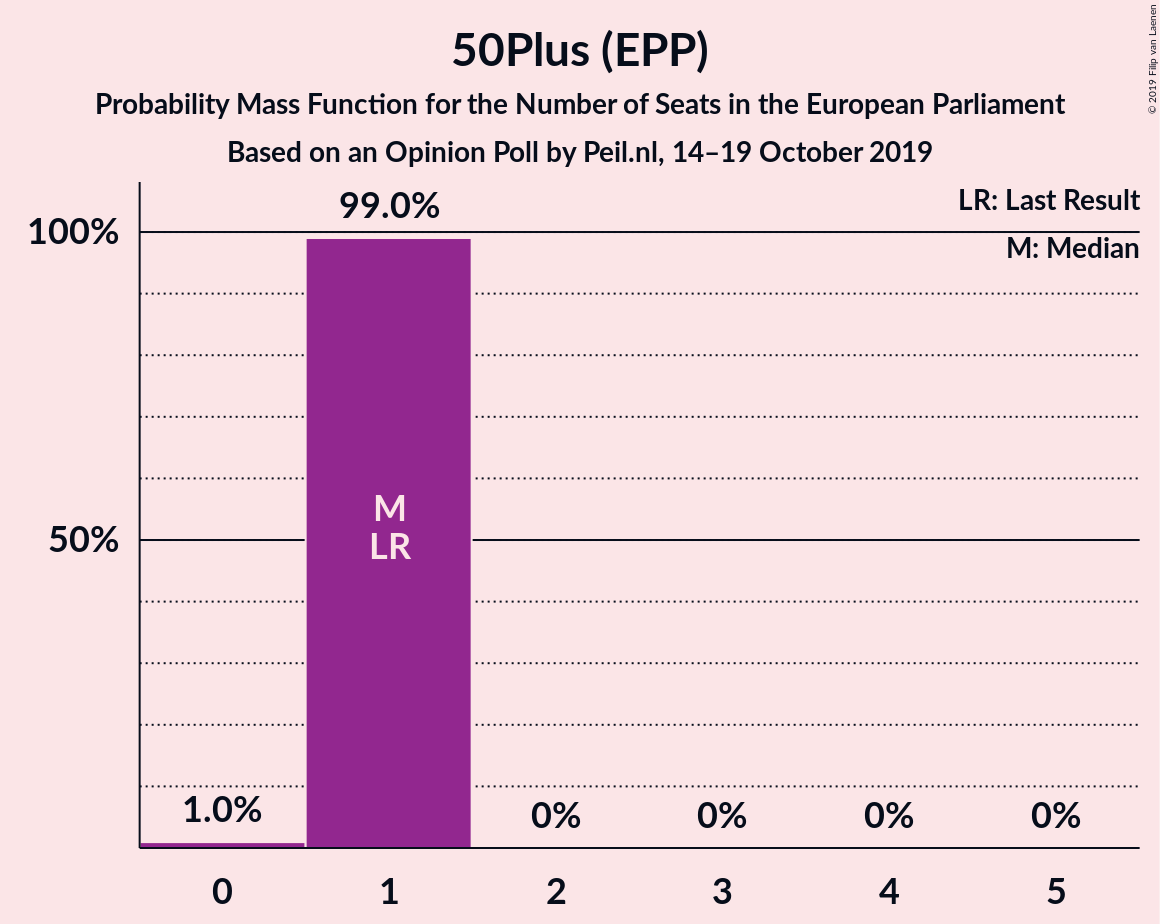 50Plus (EPP)
Probability Mass Function for the Number of Seats in the European Parliament
Based on an Opinion Poll by Peil.nl, 14–19 October 2019
© 2019 Filip van Laenen
LR: Last Result
M: Median
100%
50%
99.0%
M
LR
1.0%
0%
0%
0%
0%
0
1
2
3
4
5